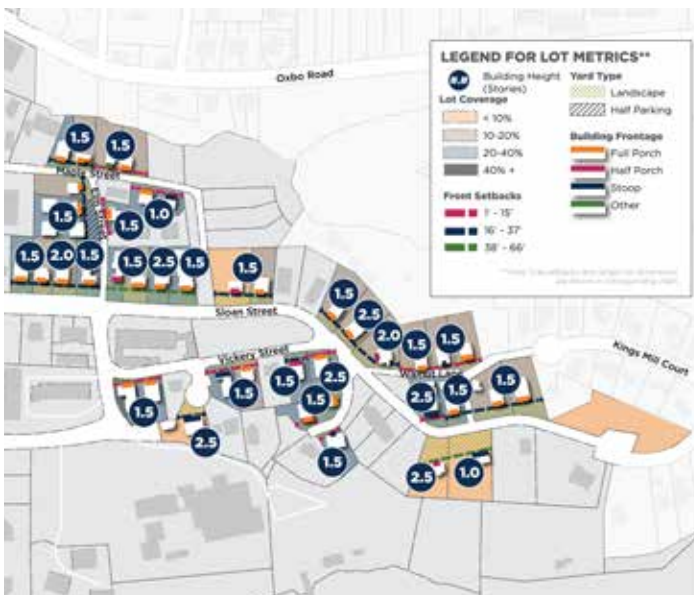 Oxbo Road
LEGEND FOR LOT METRICS**
#.#
Building Height
(Stories)
Yard Type
Landscape
Half Parking
Lot Coverage
< 10%
10-20%
20-40%
40% +
Building Frontage
Full Porch
Half Porch
Stoop
Other
Front Setbacks
1' - 15'
16' - 37'
38' - 66'
1.5
1.5
Maple Street
1.5
1.5
1.0
1.5
2.0
1.5
1.5
2.5
1.5
1.5
Sloan Street
1.5
2.5
2.0
1.5
1.5
Kings Mill Court
Vickery Street
1.5
2.5
1.5
1.5
2.5
1.5
1.5
2.5
1.5
1.5
2.5
1.0